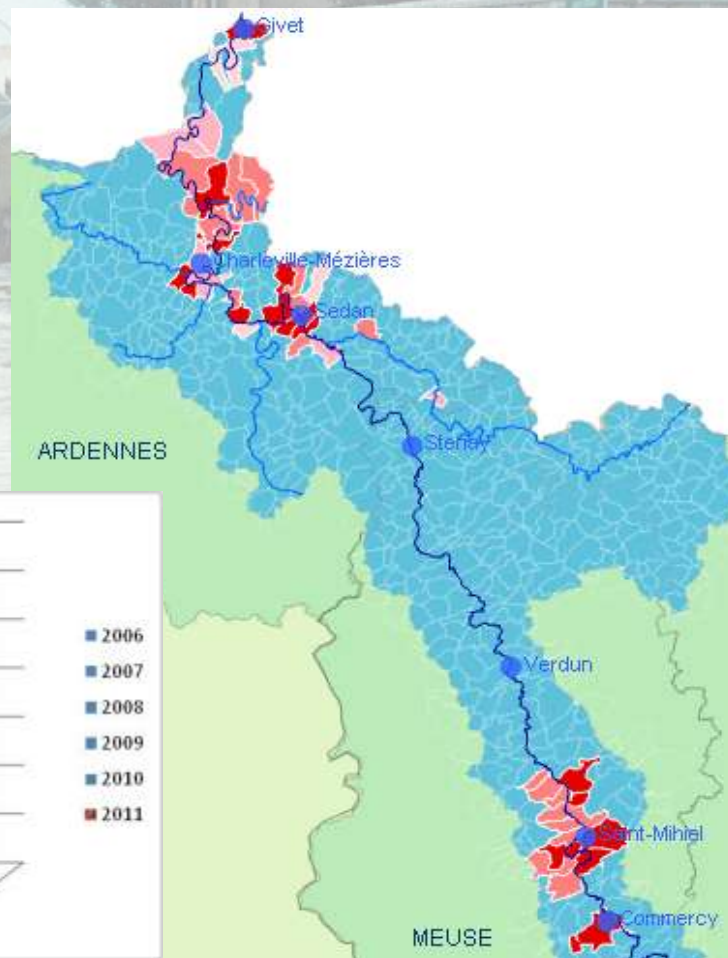 Givet
Charleville-Mézières
Sedan
ARDENNES
Stenay
2006
2007
2008
2009
2010
2011
Verdun
Saint-Mihiel
Commercy
MEUSE